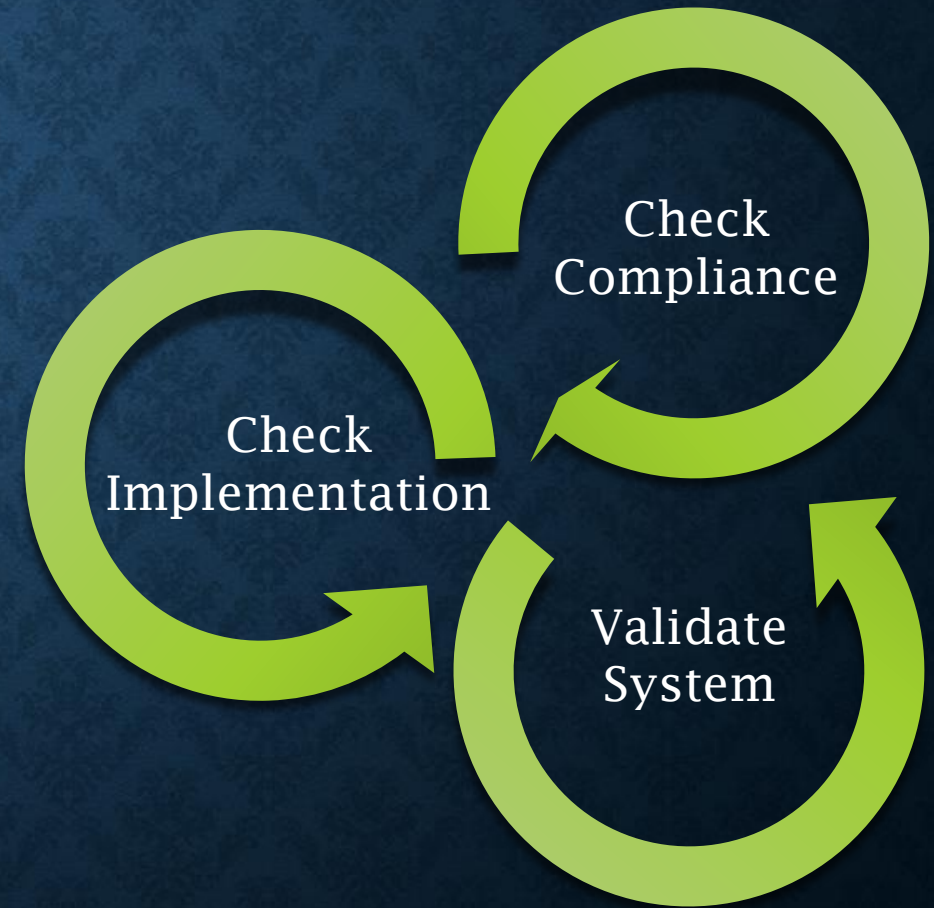 Check
Compliance
Check
Implementation
Validate
System